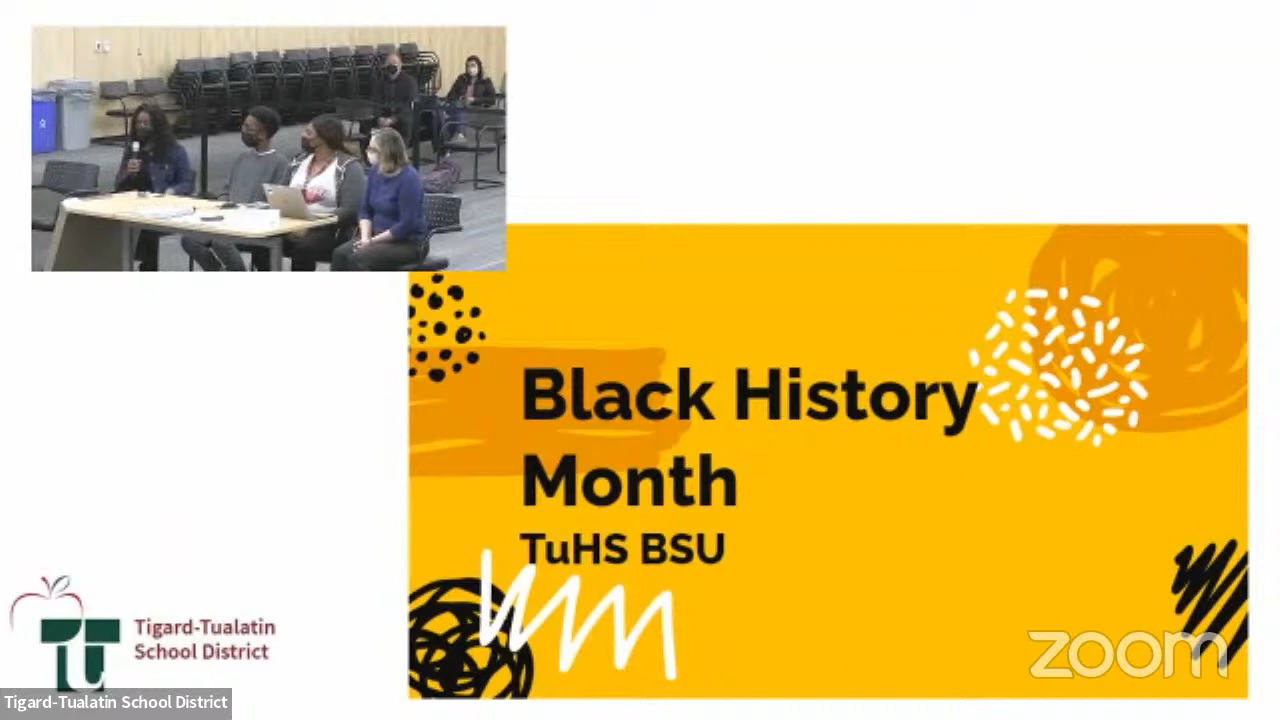 Black History
Month
TuHS BSU
Tigard-Tualatin
School District
zoom
Tigard-Tualatin School District